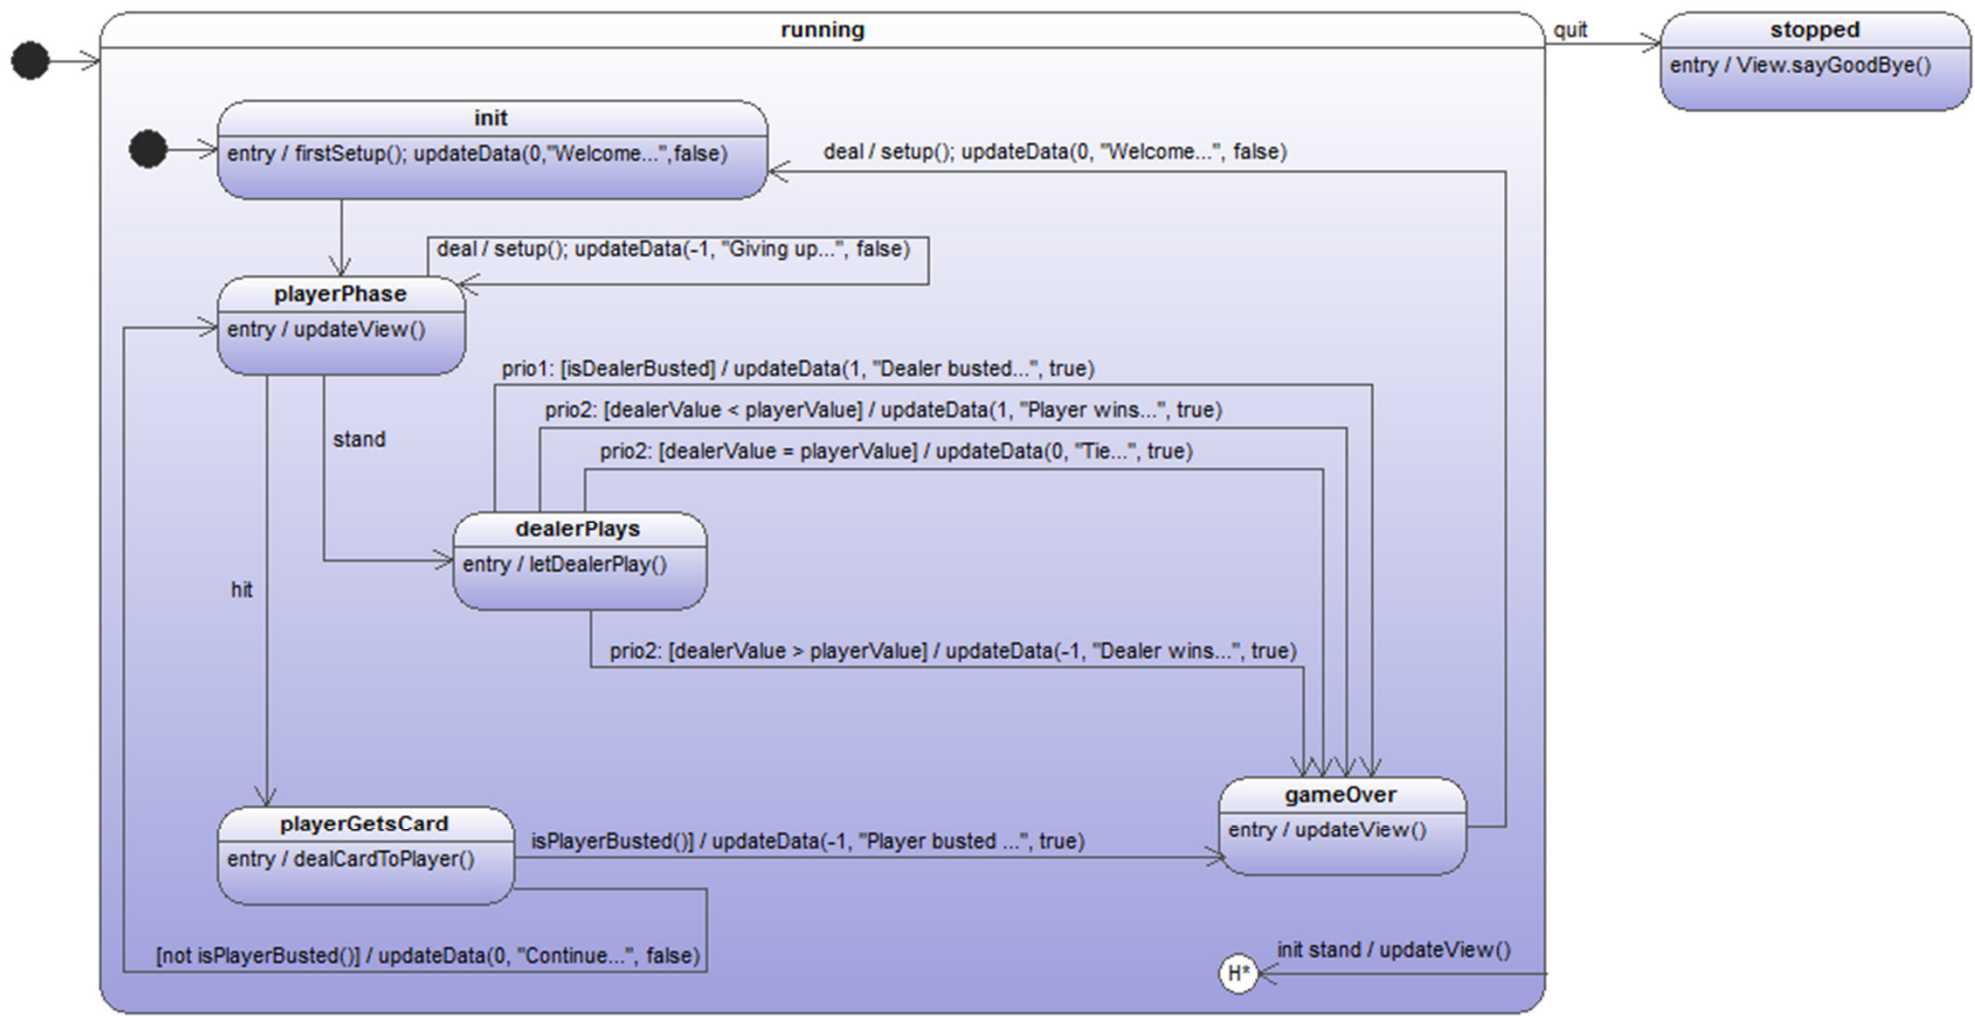 running
quit
stopped
entry / View.sayGoodBye()
init
entry / firstSetup(); updateData(0,"Welcome...",false)
deal / setup(); updateData(0, "Welcome...", false)
deal / setup(); updateData(-1, "Giving up...", false)
playerPhase
entry / updateView()
prio1: [isDealerBusted] / updateData(1, "Dealer busted...", true)
prio2: [dealerValue < playerValue] / updateData(1, "Player wins...", true)
stand
prio2: [dealerValue = playerValue] / updateData(0, "Tie...", true)
dealerPlays
entry / letDealerPlay()
hit
prio2: [dealerValue > playerValue] / updateData(-1, "Dealer wins...", true)
gameOver
entry / updateView()
playerGetsCard
entry / dealCardToPlayer()
isPlayerBusted()] / updateData(-1, "Player busted ...", true)
[not isPlayerBusted()] / updateData(0, "Continue...", false)
init stand / updateView()
H*